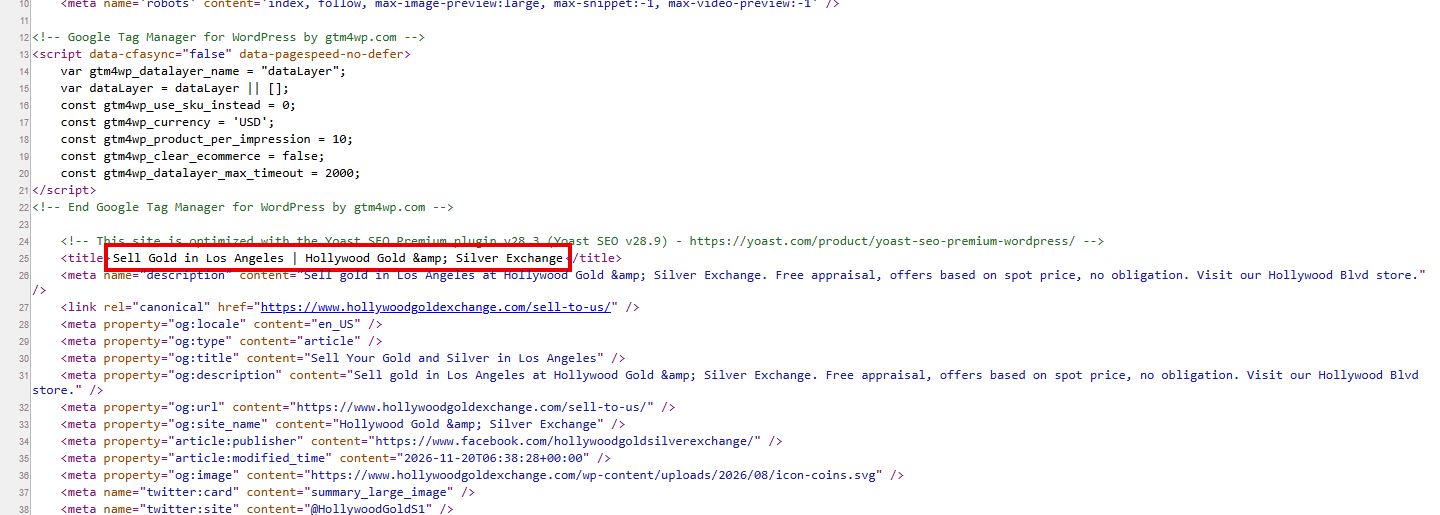 10 <meta name='robots' content='index, follow, max-image-preview:large, max-snippet:-1, max-video-preview:-1' />
11
12 <!-- Google Tag Manager for WordPress by gtm4wp.com -->
13 <script data-cfasync="false" data-pagespeed-no-defer>
14 var gtm4wp_datalayer_name = "dataLayer";
15 var dataLayer = dataLayer || [];
16 const gtm4wp_use_sku_instead = 0;
17 const gtm4wp_currency = 'USD';
18 const gtm4wp_product_per_impression = 10;
19 const gtm4wp_clear_ecommerce = false;
20 const gtm4wp_datalayer_max_timeout = 2000;
21 </script>
22 <!-- End Google Tag Manager for WordPress by gtm4wp.com -->
23
24 <!-- This site is optimized with the Yoast SEO Premium plugin v28.3 (Yoast SEO v28.9) - https://yoast.com/product/yoast-seo-premium-wordpress/ -->
25 <title>Sell Gold in Los Angeles | Hollywood Gold &amp; Silver Exchange</title>
26 <meta name="description" content="Sell gold in Los Angeles at Hollywood Gold &amp; Silver Exchange. Free appraisal, offers based on spot price, no obligation. Visit our Hollywood Blvd store."
/>
27 <link rel="canonical" href="https://www.hollywoodgoldexchange.com/sell-to-us/" />
28 <meta property="og:locale" content="en_US" />
29 <meta property="og:type" content="article" />
30 <meta property="og:title" content="Sell Your Gold and Silver in Los Angeles" />
31 <meta property="og:description" content="Sell gold in Los Angeles at Hollywood Gold &amp; Silver Exchange. Free appraisal, offers based on spot price, no obligation. Visit our Hollywood Blvd
store." />
32 <meta property="og:url" content="https://www.hollywoodgoldexchange.com/sell-to-us/" />
33 <meta property="og:site_name" content="Hollywood Gold &amp; Silver Exchange" />
34 <meta property="article:publisher" content="https://www.facebook.com/hollywoodgoldsilverexchange/" />
35 <meta property="article:modified_time" content="2026-11-20T06:38:28+00:00" />
36 <meta property="og:image" content="https://www.hollywoodgoldexchange.com/wp-content/uploads/2026/08/icon-coins.svg" />
37 <meta name="twitter:card" content="summary_large_image" />
38 <meta name="twitter:site" content="@HollywoodGoldS1" />